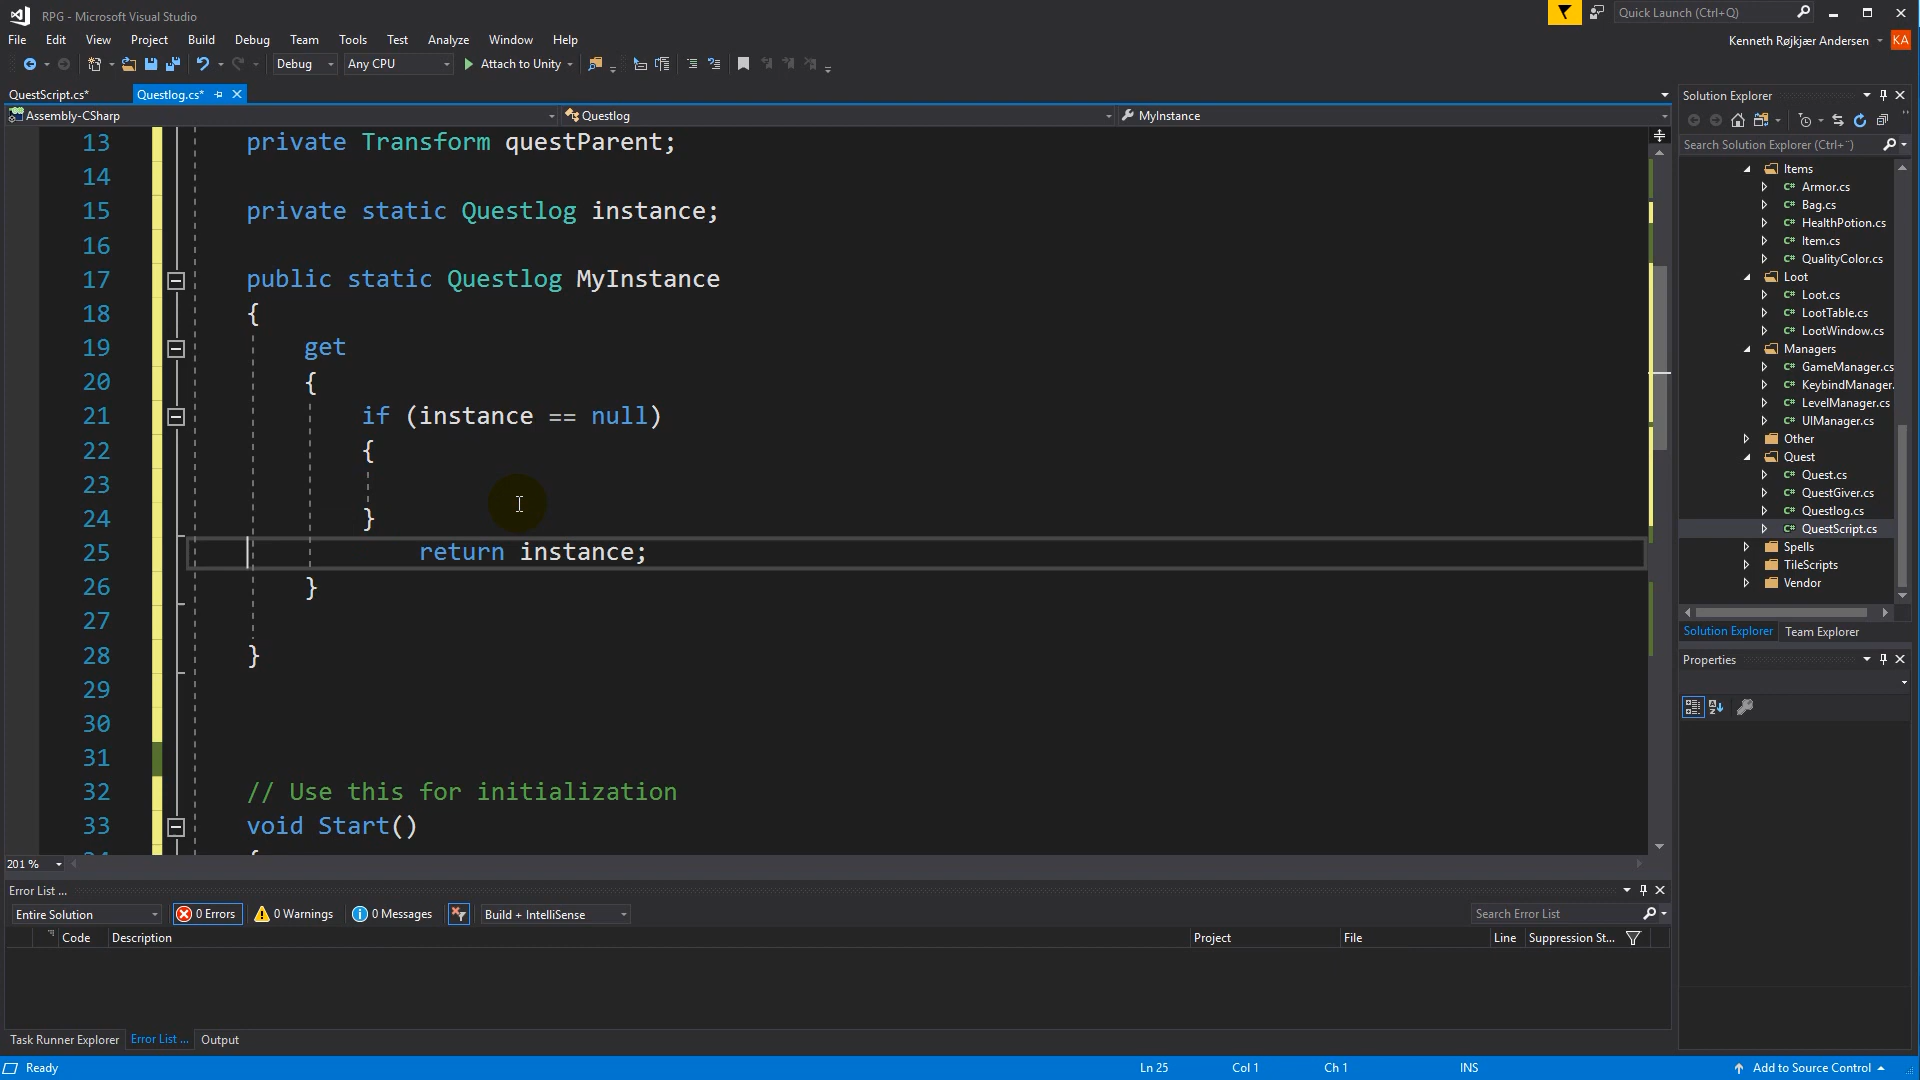 RPG - Microsoft Visual Studio
Quick Launch (Ctrl+Q)
File Edit View Project Build Debug Team Tools Test Analyze Window Help
Kenneth Røjkjær Andersen KA
Debug Any CPU Attach to Unity
QuestScript.cs* Questlog.cs*
Assembly-CSharp Questlog MyInstance
13 private Transform questParent;
14
15 private static Questlog instance;
16
17 public static Questlog MyInstance
18 {
19 get
20 {
21 if (instance == null)
22 {
23
24 }
25 return instance;
26 }
27
28 }
29
30
31
32 // Use this for initialization
33 void Start()
201 %
Solution Explorer
Search Solution Explorer (Ctrl+¨)
Items
C# Armor.cs
C# Bag.cs
C# HealthPotion.cs
C# Item.cs
C# QualityColor.cs
Loot
C# Loot.cs
C# LootTable.cs
C# LootWindow.cs
Managers
C# GameManager.cs
C# KeybindManager.
C# LevelManager.cs
C# UIManager.cs
Other
Quest
C# Quest.cs
C# QuestGiver.cs
C# Questlog.cs
C# QuestScript.cs
Spells
TileScripts
Vendor
Solution Explorer Team Explorer
Properties
Error List ...
Entire Solution 0 Errors 0 Warnings 0 Messages Build + IntelliSense Search Error List
Code Description Project File Line Suppression St...
Task Runner Explorer Error List ... Output
Ready Ln 25 Col 1 Ch 1 INS Add to Source Control